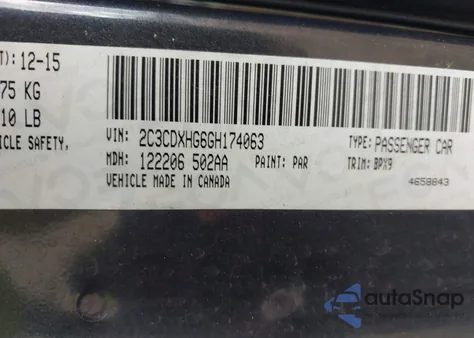 T): 12-15
75 KG
10 LB
ICLE SAFETY,
VIN: 2C3CDXHG6GH174063
TYPE: PASSENGER CAR
MDH: 122206 502AA
PAINT: PAR
TRIM: BPX9
VEHICLE MADE IN CANADA
4658843
autoSnap